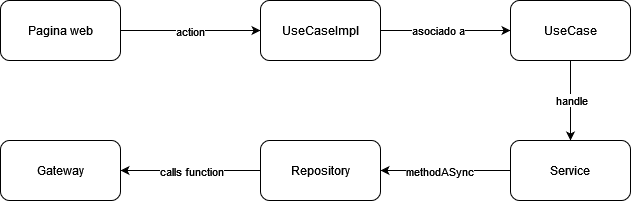 Pagina web
action
UseCaseImpl
asociado a
UseCase
handle
Gateway
calls function
Repository
methodASync
Service